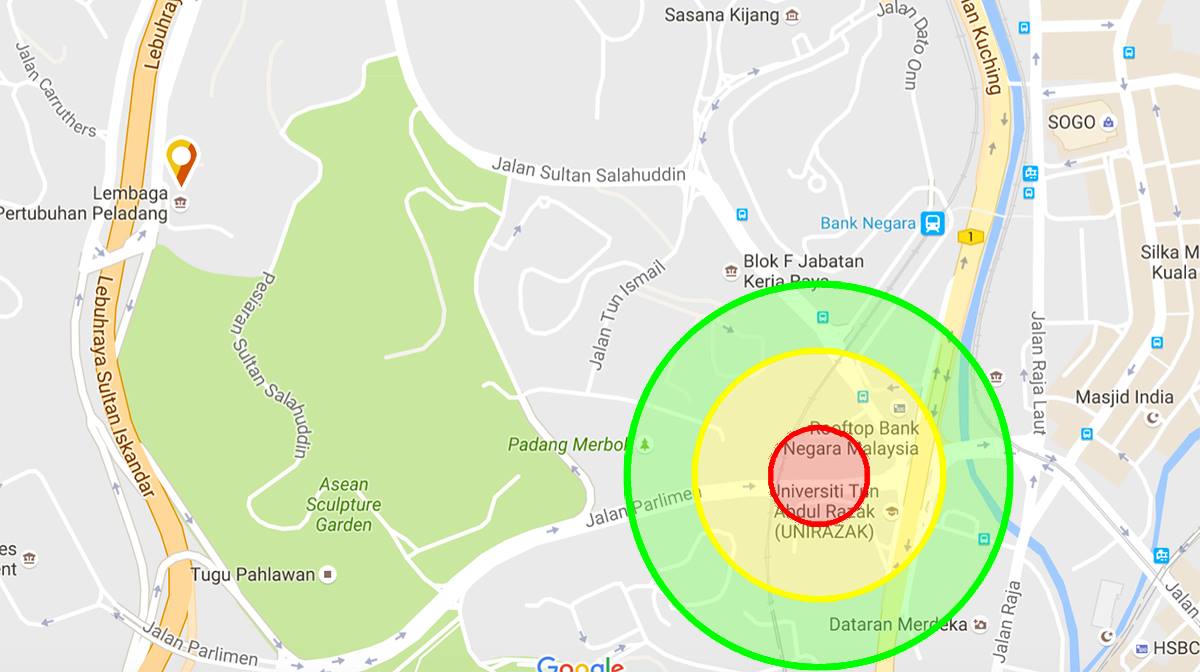 Sasana Kijang
Jalan Dato Onn
Jalan Kuching
Lebuhraya
Jalan Carruthers
SOGO
Jalan Sultan Salahuddin
Lembaga
Pertubuhan Peladang
Bank Negara
1
Blok F Jabatan
Kerja Raya
Silka M
Kuala
Persiaran Sultan Salahuddin
Jalan Tun Ismail
Lebuhraya Sultan Iskandar
Jalan Raja Laut
Masjid India
Rooftop Bank
Negara Malaysia
Padang Merbok
Asean
Sculpture
Garden
Jalan Parlimen
Universiti Tun
Abdul Razak
(UNIRAZAK)
es
nt
Tugu Pahlawan
Jalan Parlimen
Dataran Merdeka
Jalan Raja
Jalan
HSBC
Google